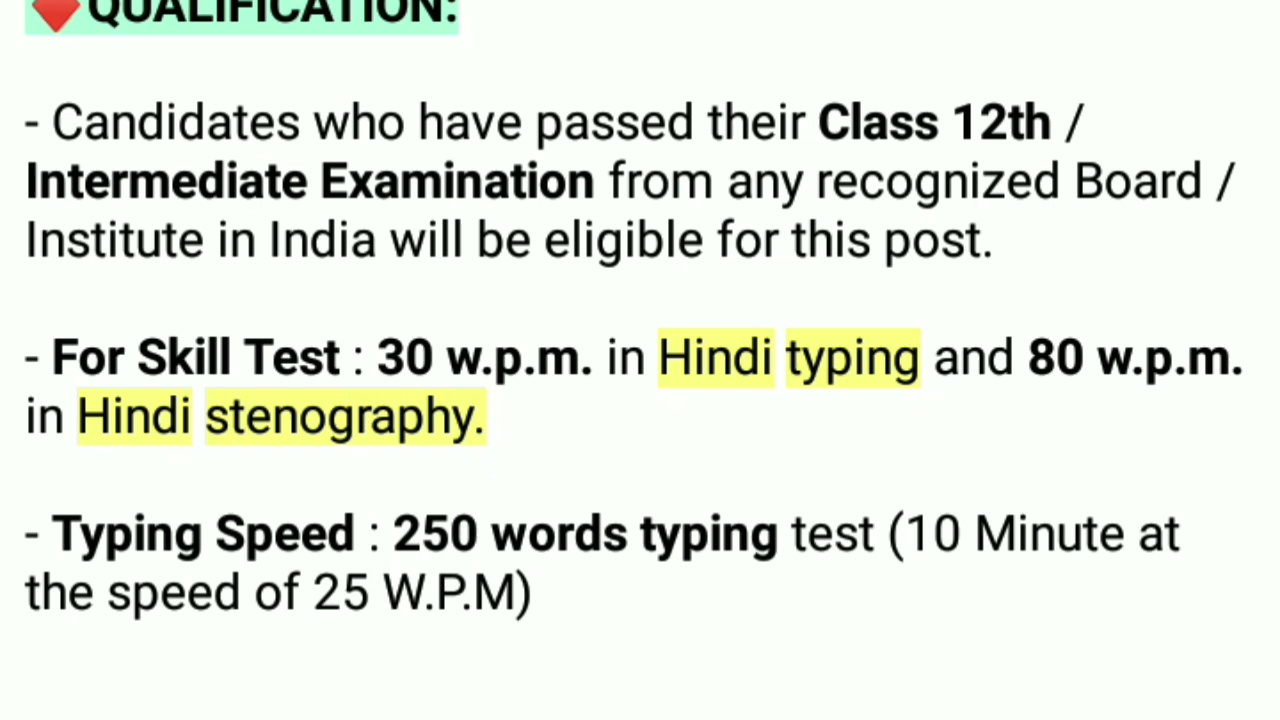 QUALIFICATION:
- Candidates who have passed their Class 12th /
Intermediate Examination from any recognized Board /
Institute in India will be eligible for this post.
- For Skill Test : 30 w.p.m. in Hindi typing and 80 w.p.m.
in Hindi stenography.
- Typing Speed : 250 words typing test (10 Minute at
the speed of 25 W.P.M)